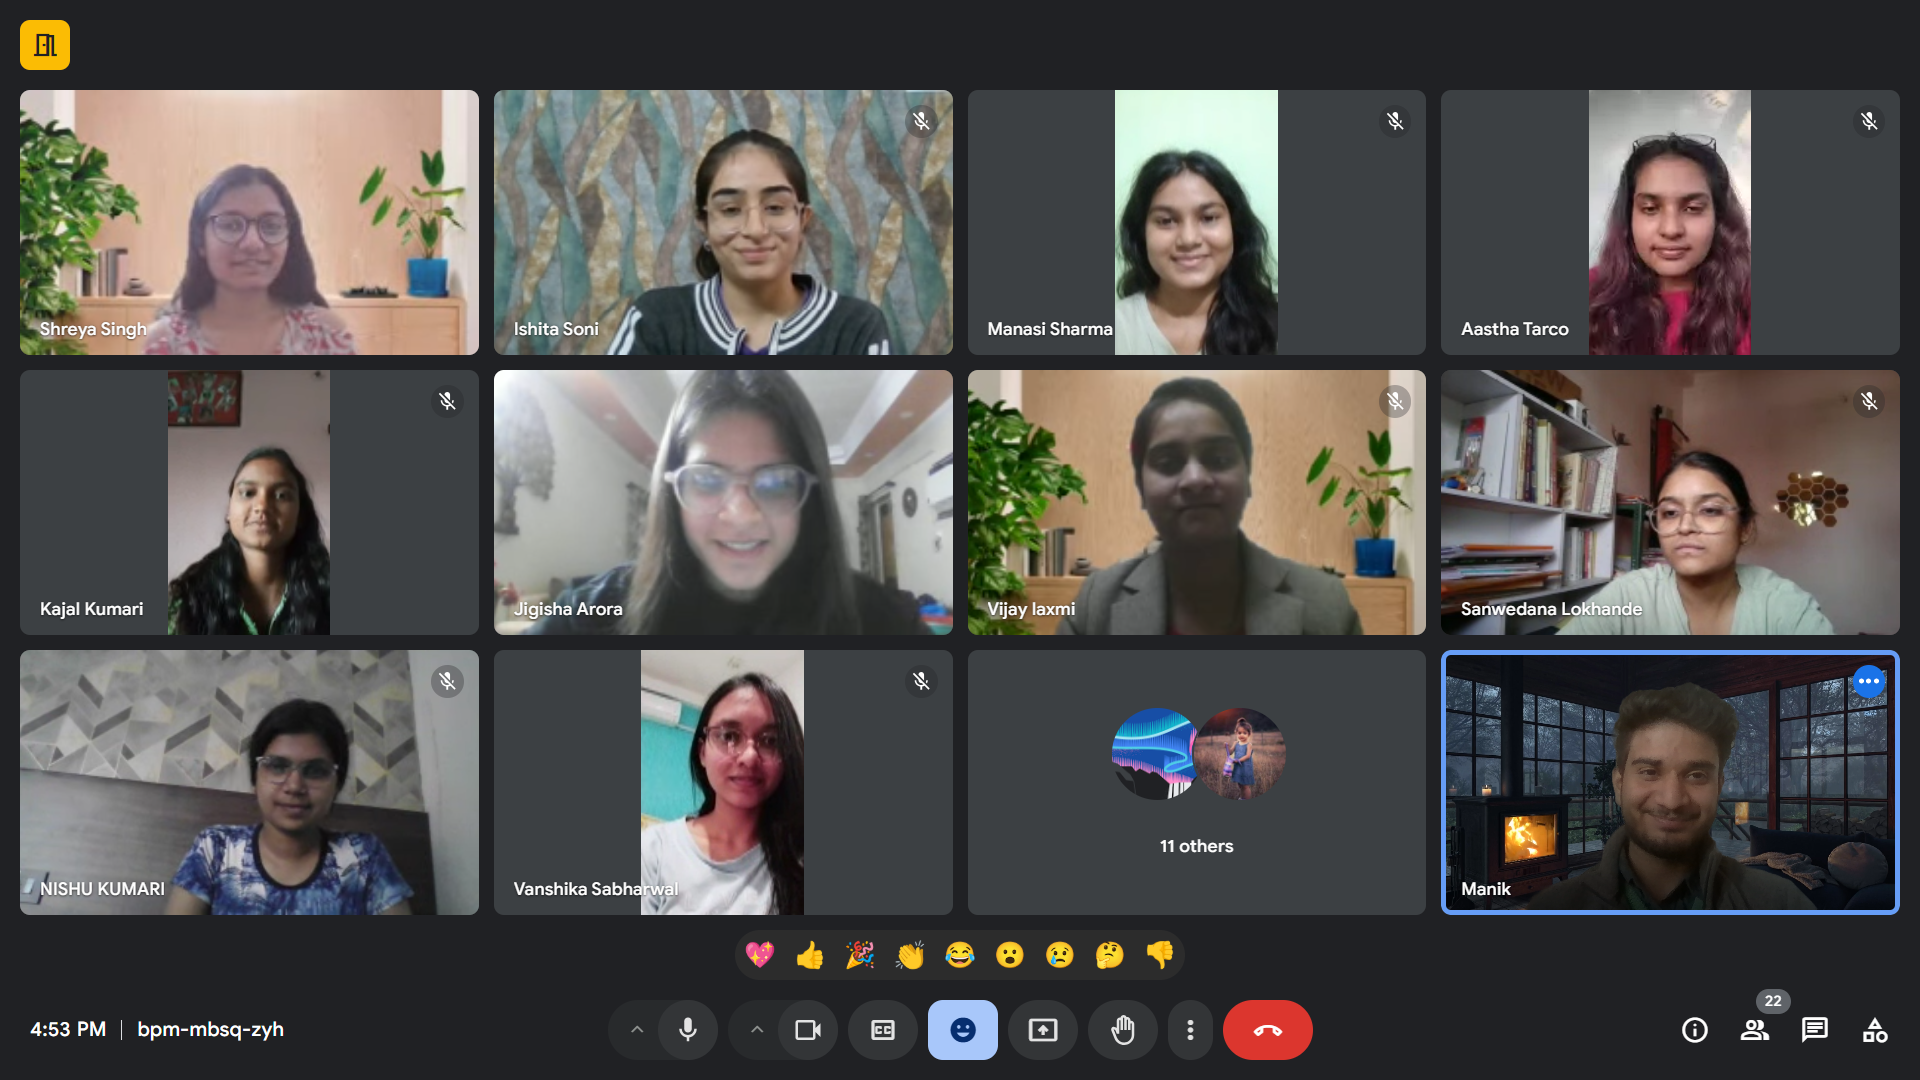 Shreya Singh
Ishita Soni
Manasi Sharma
Aastha Tarco
Kajal Kumari
Jigisha Arora
Vijay laxmi
Sanwedana Lokhande
NISHU KUMARI
Vanshika Sabharwal
11 others
Manik
22
4:53 PM | bpm-mbsq-zyh
CC